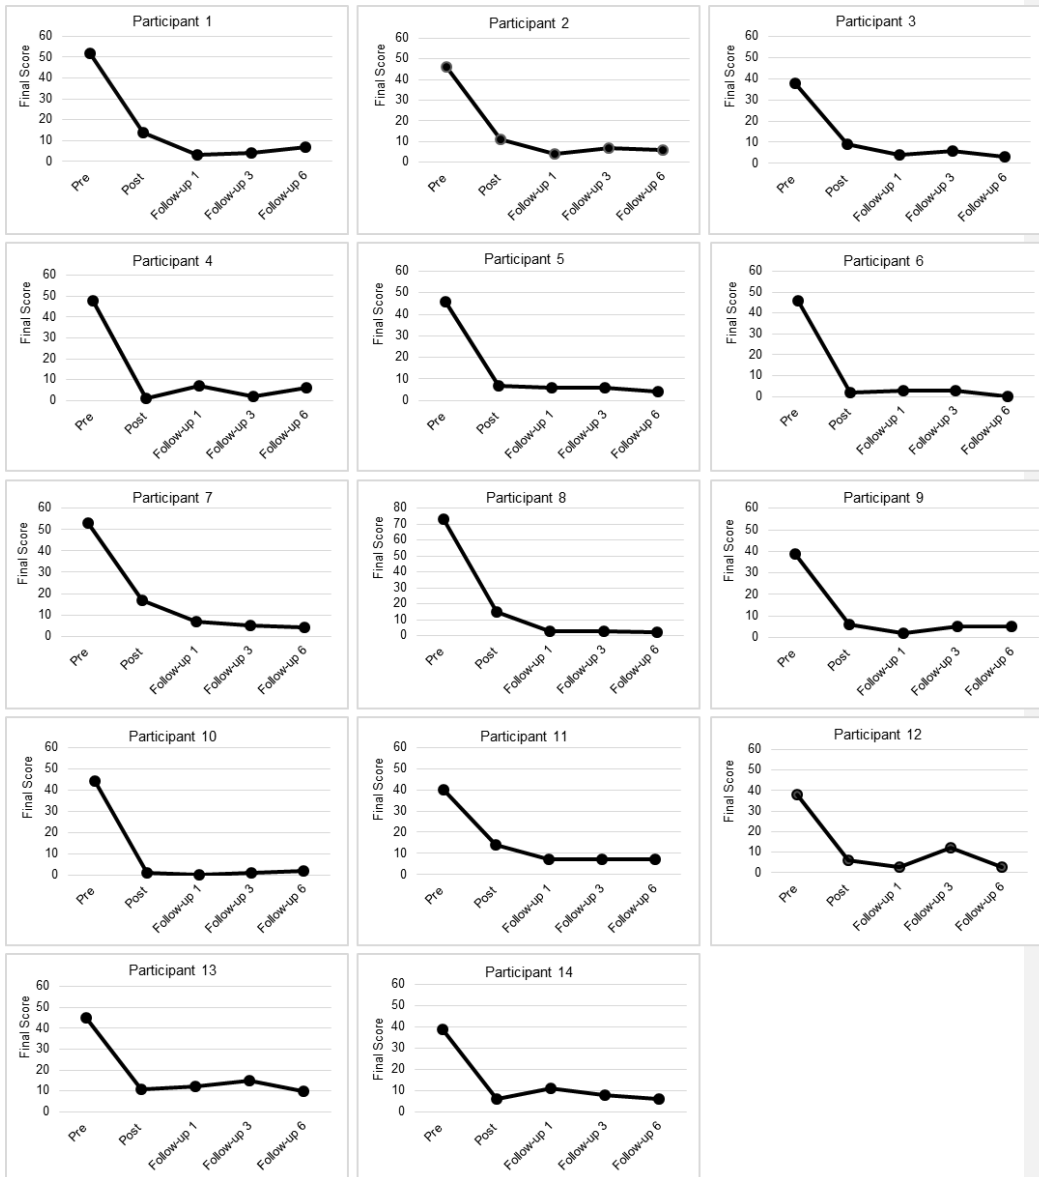 Participant 1
Final Score
60
50
40
30
20
10
0
Pre
Post
Follow-up 1
Follow-up 3
Follow-up 6
Participant 2
Final Score
60
50
40
30
20
10
0
Pre
Post
Follow-up 1
Follow-up 3
Follow-up 6
Participant 3
Final Score
60
50
40
30
20
10
0
Pre
Post
Follow-up 1
Follow-up 3
Follow-up 6
Participant 4
Final Score
60
50
40
30
20
10
0
Pre
Post
Follow-up 1
Follow-up 3
Follow-up 6
Participant 5
Final Score
60
50
40
30
20
10
0
Pre
Post
Follow-up 1
Follow-up 3
Follow-up 6
Participant 6
Final Score
60
50
40
30
20
10
0
Pre
Post
Follow-up 1
Follow-up 3
Follow-up 6
Participant 7
Final Score
60
50
40
30
20
10
0
Pre
Post
Follow-up 1
Follow-up 3
Follow-up 6
Participant 8
Final Score
80
70
60
50
40
30
20
10
0
Pre
Post
Follow-up 1
Follow-up 3
Follow-up 6
Participant 9
Final Score
60
50
40
30
20
10
0
Pre
Post
Follow-up 1
Follow-up 3
Follow-up 6
Participant 10
Final Score
60
50
40
30
20
10
0
Pre
Post
Follow-up 1
Follow-up 3
Follow-up 6
Participant 11
Final Score
60
50
40
30
20
10
0
Pre
Post
Follow-up 1
Follow-up 3
Follow-up 6
Participant 12
Final Score
60
50
40
30
20
10
0
Pre
Post
Follow-up 1
Follow-up 3
Follow-up 6
Participant 13
Final Score
60
50
40
30
20
10
0
Pre
Post
Follow-up 1
Follow-up 3
Follow-up 6
Participant 14
Final Score
60
50
40
30
20
10
0
Pre
Post
Follow-up 1
Follow-up 3
Follow-up 6